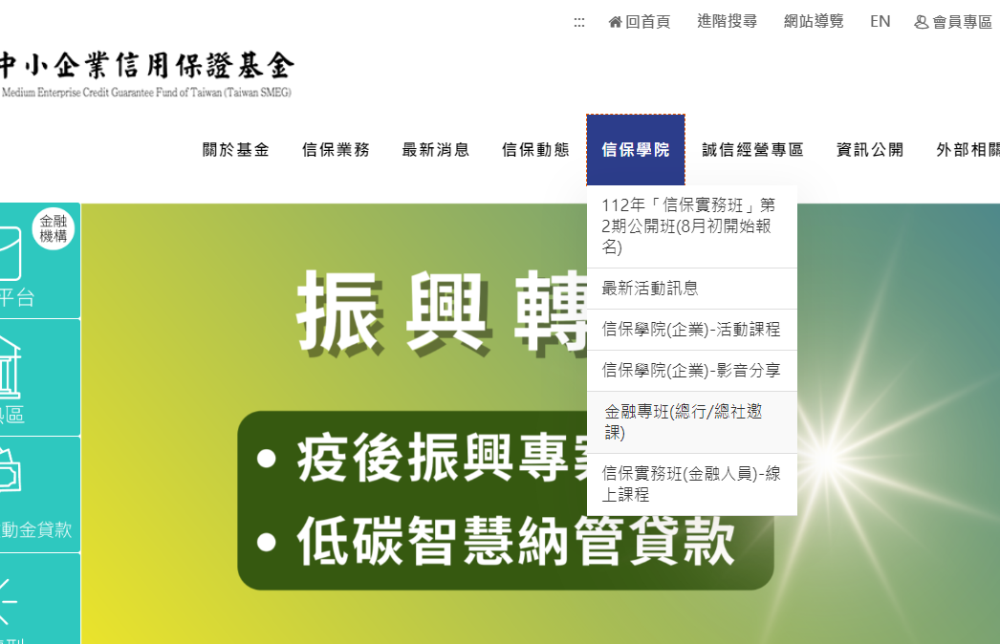 ::: 回首頁 進階搜尋 網站導覽 EN 會員專區
中小企業信用保證基金
Medium Enterprise Credit Guarantee Fund of Taiwan (Taiwan SMEG)
關於基金 信保業務 最新消息 信保動態 信保學院 誠信經營專區 資訊公開 外部相關
112年「信保實務班」第
2期公開班(8月初開始報
名)
最新活動訊息
信保學院(企業)-活動課程
信保學院(企業)-影音分享
金融專班(總行/總社邀
課)
信保實務班(金融人員)-線
上課程
金融
機構
平台
區
動金貸款
振興轉
• 疫後振興專案
• 低碳智慧納管貸款